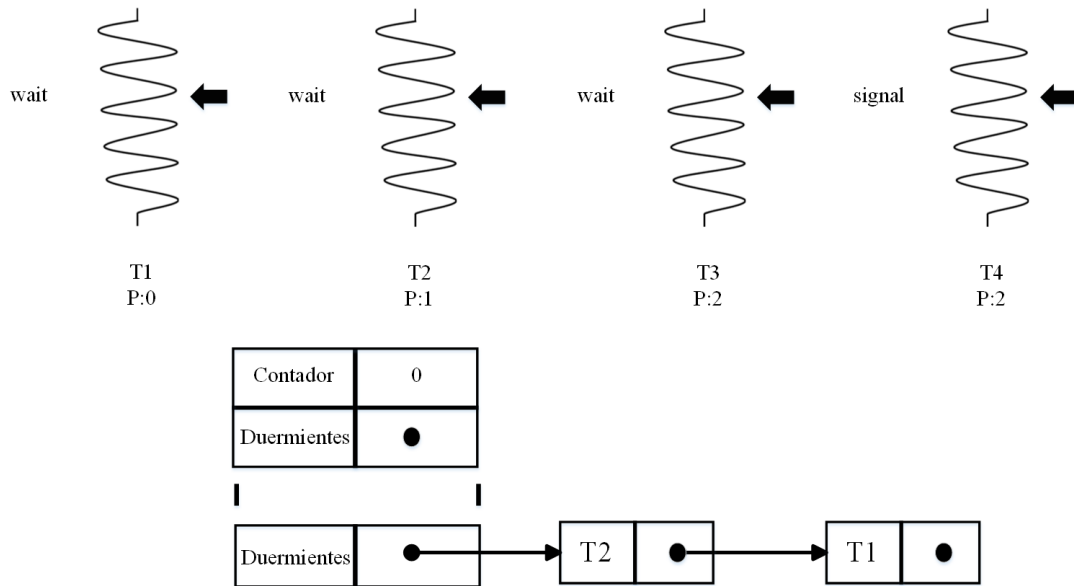 wait
wait
wait
signal
T1
P:0
T2
P:1
T3
P:2
T4
P:2
Contador 0
Duermientes
Duermientes T2 T1